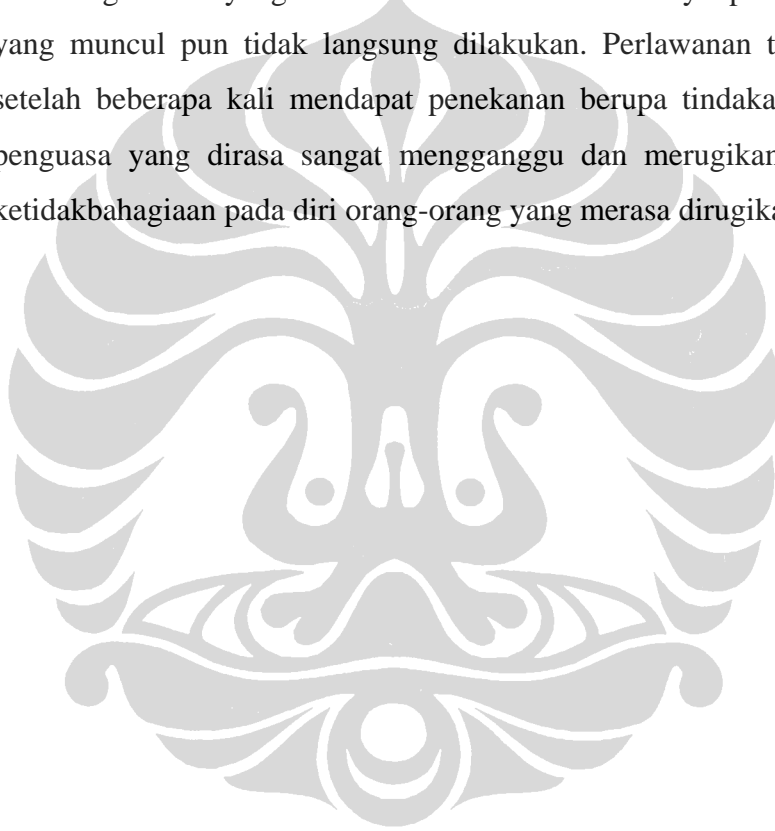 yang
yang muncul pun tidak langsung dilakukan. Perlawanan
setelah beberapa kali mendapat penekanan berupa
penguasa yang dirasa sangat mengganggu dan merugikan
ketidakbahagiaan pada diri orang-orang yang merasa